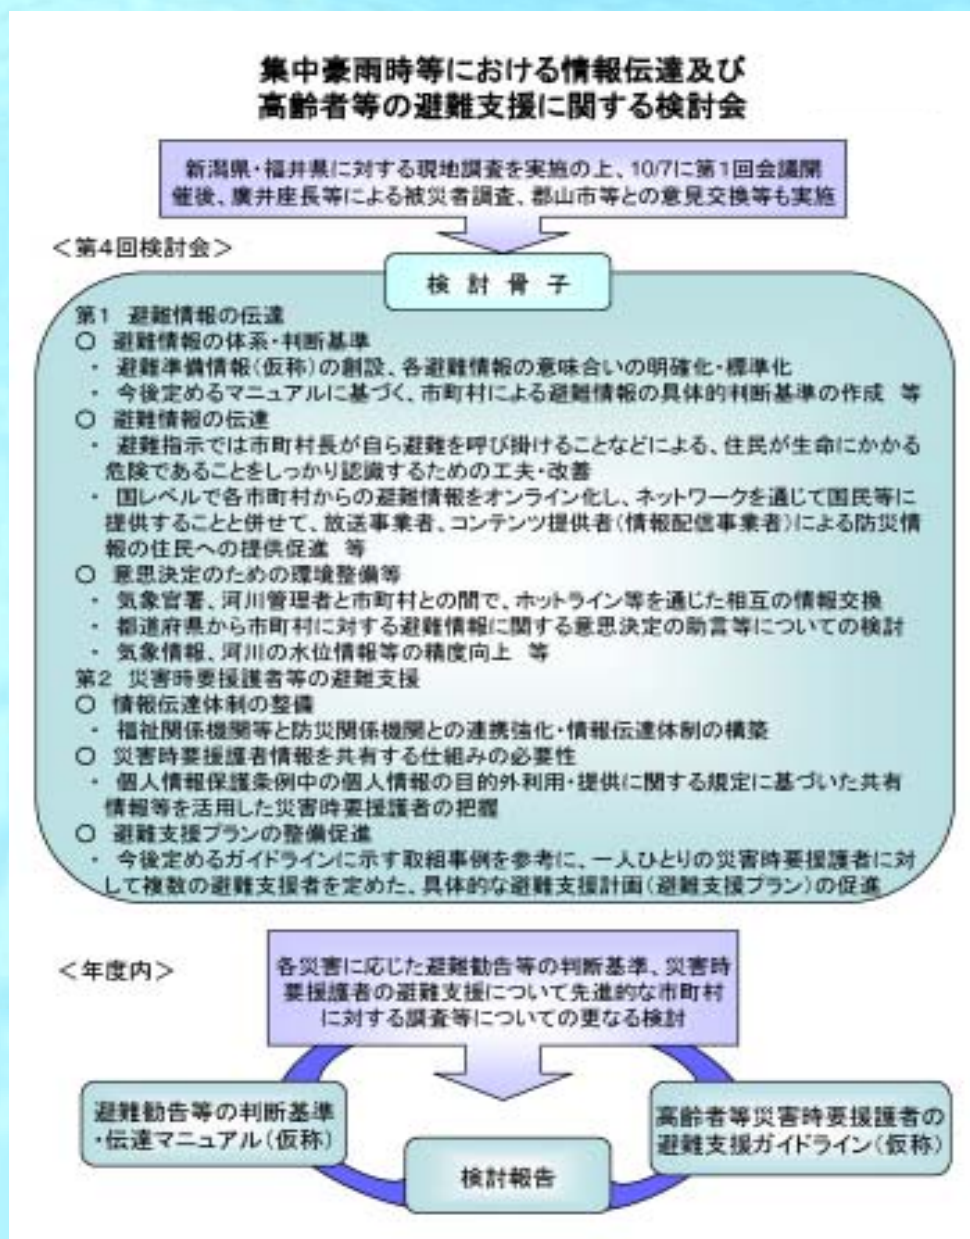 集中豪雨時等における情報伝達及び
高齢者等の避難支援に関する検討会
新潟県・福井県に対する現地調査を実施の上、10/7に第1回会議開
催後、廣井座長等による被災者調査、郡山市等との意見交換等も実施
＜第4回検討会＞
検 討 骨 子
第1 避難情報の伝達
○ 避難情報の体系・判断基準
・ 避難準備情報(仮称)の創設、各避難情報の意味合いの明確化・標準化
・ 今後定めるマニュアルに基づく、市町村による避難情報の具体的判断基準の作成 等
○ 避難情報の伝達
・ 避難指示では市町村長が自ら避難を呼び掛けることなどによる、住民が生命にかかる
危険であることをしっかり認識するための工夫・改善
・ 国レベルで各市町村からの避難情報をオンライン化し、ネットワークを通じて国民等に
提供することと併せて、放送事業者、コンテンツ提供者(情報配信事業者)による防災情
報の住民への提供促進 等
○ 意思決定のための環境整備等
・ 気象官署、河川管理者と市町村との間で、ホットライン等を通じた相互の情報交換
・ 都道府県から市町村に対する避難情報に関する意思決定の助言等についての検討
・ 気象情報、河川の水位情報等の精度向上 等
第2 災害時要援護者等の避難支援
○ 情報伝達体制の整備
・ 福祉関係機関等と防災関係機関との連携強化・情報伝達体制の構築
○ 災害時要援護者情報を共有する仕組みの必要性
・ 個人情報保護条例中の個人情報の目的外利用・提供に関する規定に基づいた共有
情報等を活用した災害時要援護者の把握
○ 避難支援プランの整備促進
・ 今後定めるガイドラインに示す取組事例を参考に、一人ひとりの災害時要援護者に対
して複数の避難支援者を定めた、具体的な避難支援計画(避難支援プラン)の促進
＜年度内＞
各災害に応じた避難勧告等の判断基準、災害時
要援護者の避難支援について先進的な市町村
に対する調査等についての更なる検討
避難勧告等の判断基準
・伝達マニュアル(仮称)
高齢者等災害時要援護者の
避難支援ガイドライン(仮称)
検討報告